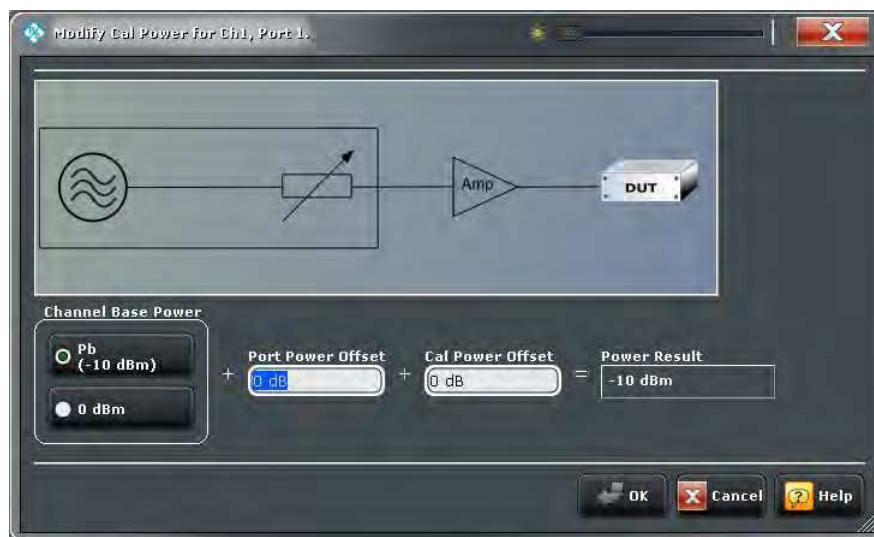 Modify Cal Power for Ch1, Port 1.
Amp
DUT
Channel Base Power
Pb
(-10 dBm)
0 dBm
+
Port Power Offset
0 dB
+
Cal Power Offset
0 dB
=
Power Result
-10 dBm
OK
Cancel
Help